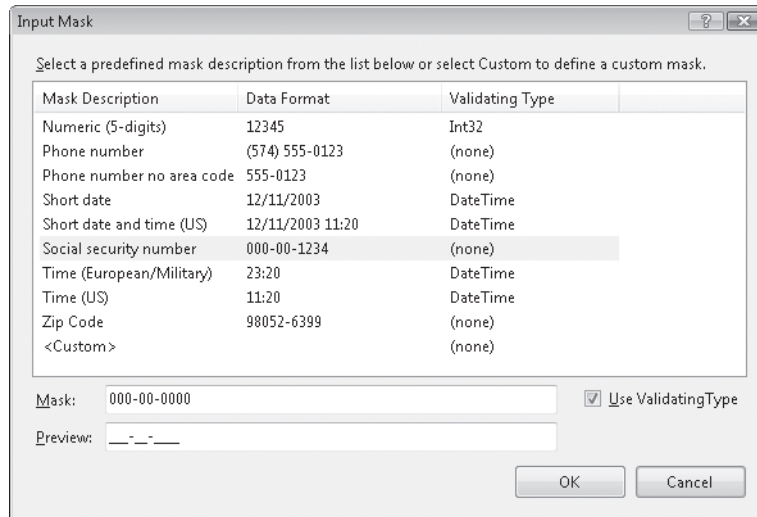 Input Mask
Select a predefined mask description from the list below or select Custom to define a custom mask.
Mask Description Data Format Validating Type
Numeric (5-digits) 12345 Int32
Phone number (574) 555-0123 (none)
Phone number no area code 555-0123 (none)
Short date 12/11/2003 DateTime
Short date and time (US) 12/11/2003 11:20 DateTime
Social security number 000-00-1234 (none)
Time (European/Military) 23:20 DateTime
Time (US) 11:20 DateTime
Zip Code 98052-6399 (none)
<Custom> (none)
Mask: 000-00-0000 Use ValidatingType
Preview: ___-__-____
OK Cancel